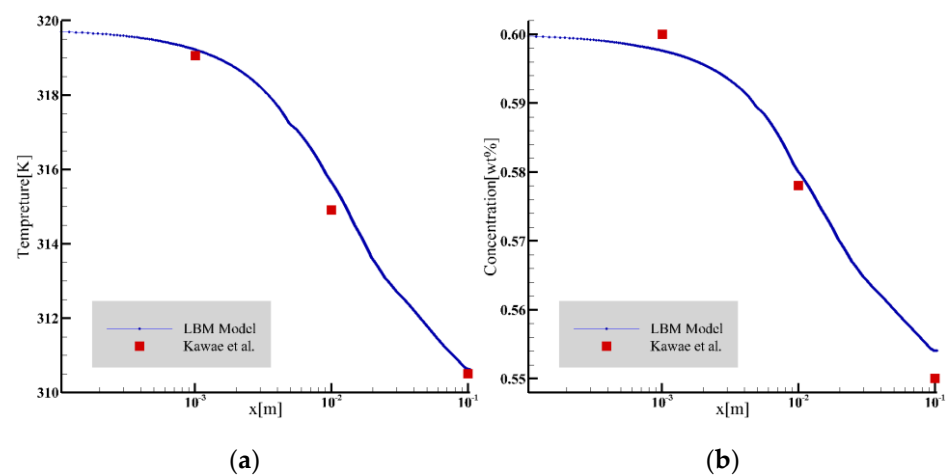 320
318
316
314
312
310
Tempreture[K]
LBM Model
Kawae et al.
10-3
10-2
10-1
x[m]
(a)
0.60
0.59
0.58
0.57
0.56
0.55
Concentration[wt%]
LBM Model
Kawae et al.
10-3
10-2
10-1
x[m]
(b)